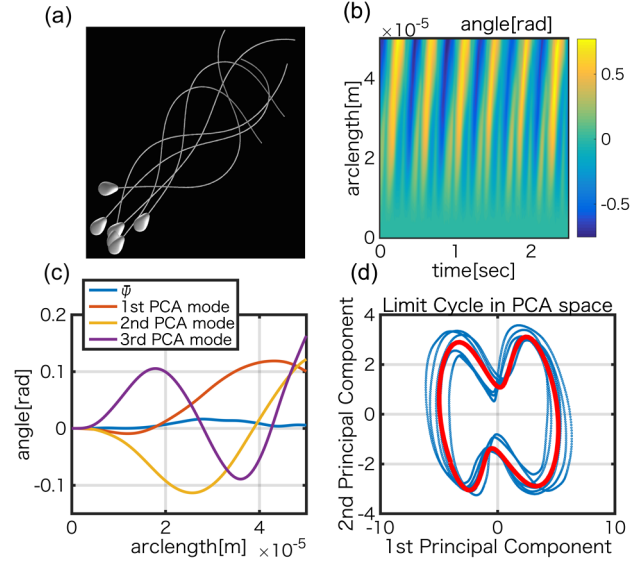 (a)
(b)
×10⁻⁵ angle[rad]
arclength[m]
4
2
0
0 1 2
time[sec]
0.5
0
-0.5
(c)
ψ̄
1st PCA mode
2nd PCA mode
3rd PCA mode
angle[rad]
0.2
0.1
0
-0.1
0 2 4
arclength[m] ×10⁻⁵
(d)
Limit Cycle in PCA space
2nd Principal Component
4
2
0
-2
-4
-10 0 10
1st Principal Component